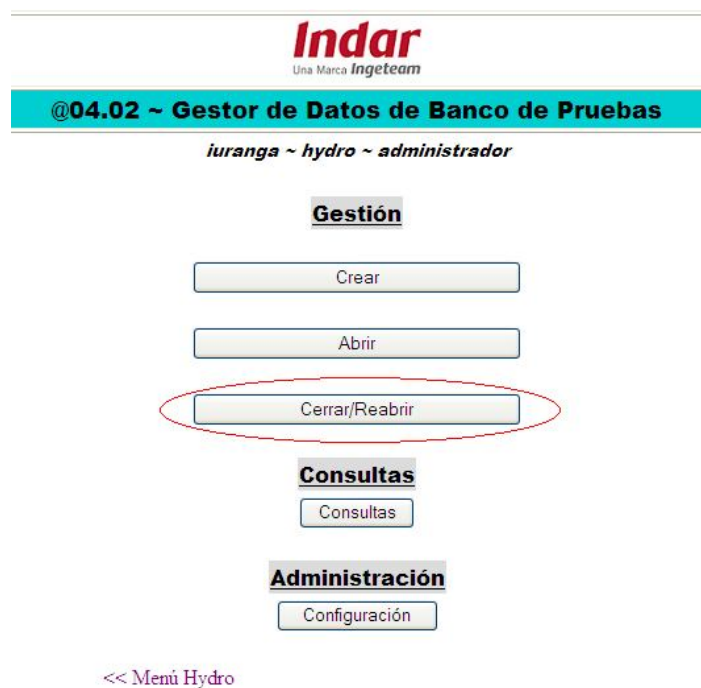 Indar
Una Marca Ingeteam
@04.02 ~ Gestor de Datos de Banco de Pruebas
iuranga ~ hydro ~ administrador
Gestión
Crear
Abrir
Cerrar/Reabrir
Consultas
Consultas
Administración
Configuración
<< Menú Hydro